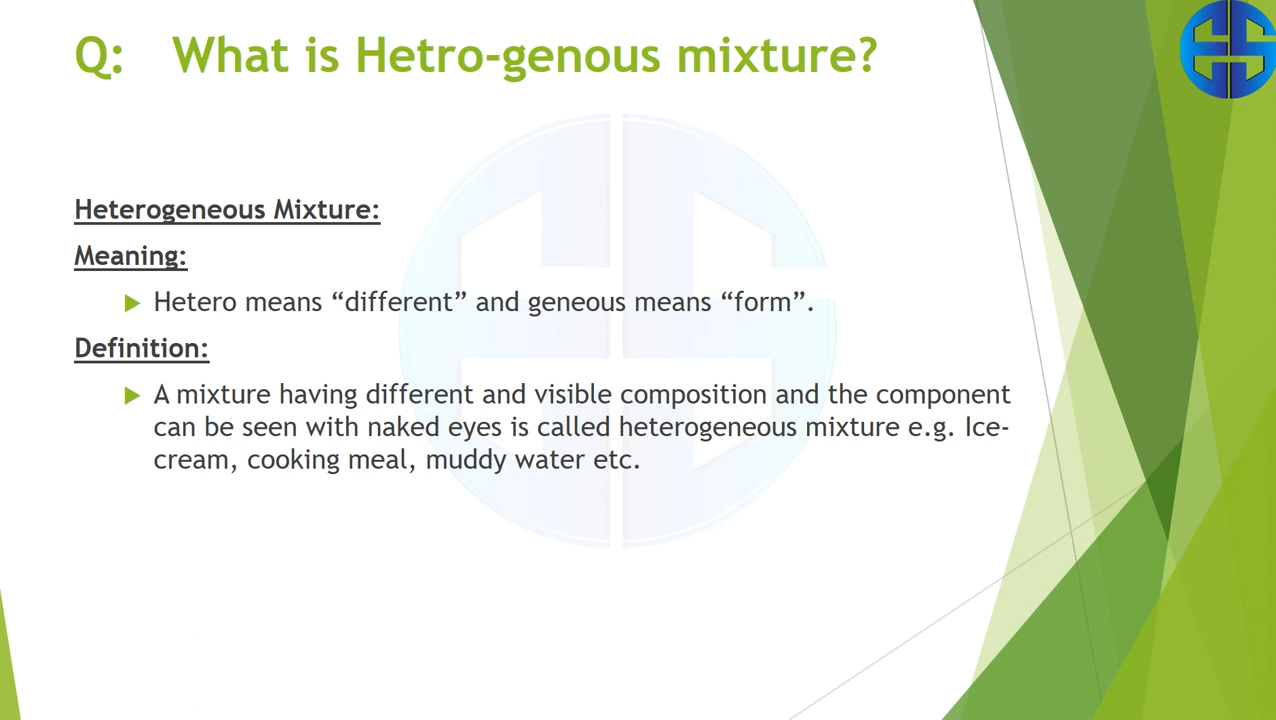 Q: What is Hetro-genous mixture?
Heterogeneous Mixture:
Meaning:
Hetero means “different” and geneous means “form”.
Definition:
A mixture having different and visible composition and the component
can be seen with naked eyes is called heterogeneous mixture e.g. Ice-
cream, cooking meal, muddy water etc.